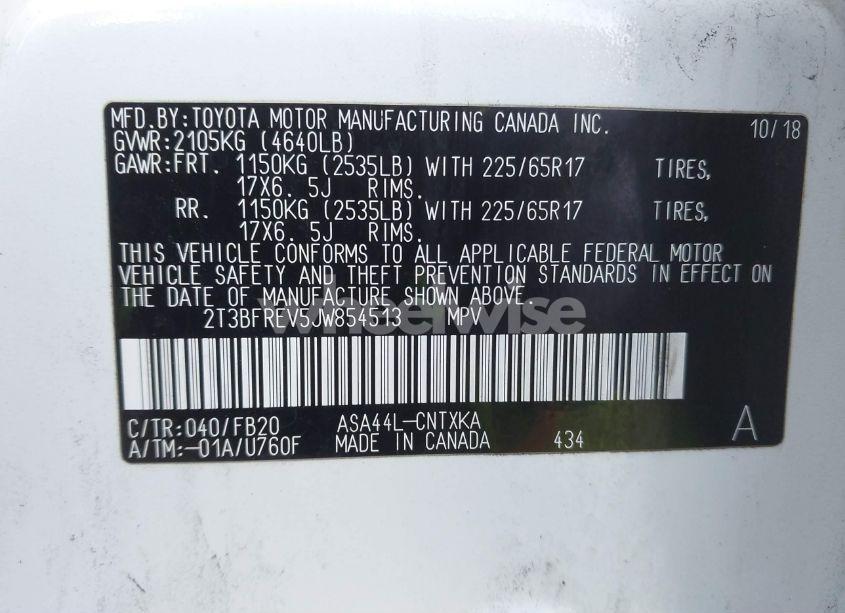 MFD.BY:TOYOTA MOTOR MANUFACTURING CANADA INC. 10/18
GVWR:2105KG (4640LB)
GAWR:FRT. 1150KG (2535LB) WITH 225/65R17 TIRES,
17X6. 5J RIMS.
RR. 1150KG (2535LB) WITH 225/65R17 TIRES,
17X6. 5J RIMS.
THIS VEHICLE CONFORMS TO ALL APPLICABLE FEDERAL MOTOR
VEHICLE SAFETY AND THEFT PREVENTION STANDARDS IN EFFECT ON
THE DATE OF MANUFACTURE SHOWN ABOVE.
2T3BFREV5JW854513 MPV
wheelwise
C/TR:040/FB20 ASA44L-CNTXKA
A/TM:-01A/U760F MADE IN CANADA 434 A